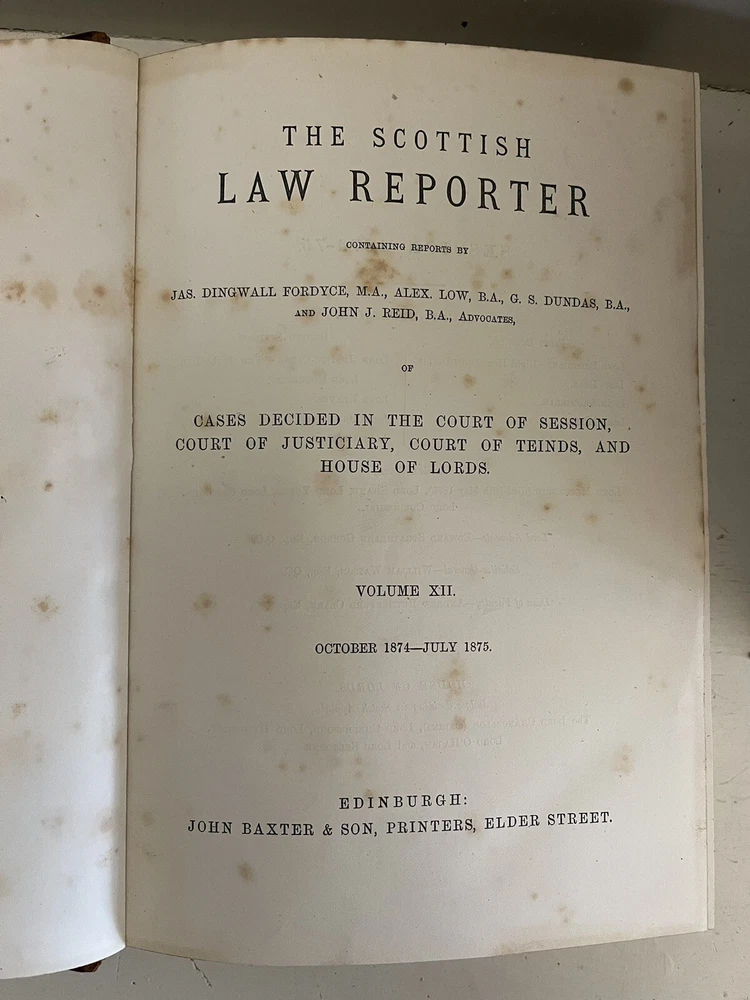 THE SCOTTISH
LAW REPORTER
CONTAINING REPORTS BY
JAS. DINGWALL FORDYCE, M.A., ALEX. LOW, B.A., G. S. DUNDAS, B.A.,
AND JOHN J. REID, B.A., ADVOCATES,
OF
CASES DECIDED IN THE COURT OF SESSION,
COURT OF JUSTICIARY, COURT OF TEINDS, AND
HOUSE OF LORDS.
VOLUME XII.
OCTOBER 1874—JULY 1875.
EDINBURGH:
JOHN BAXTER & SON, PRINTERS, ELDER STREET.